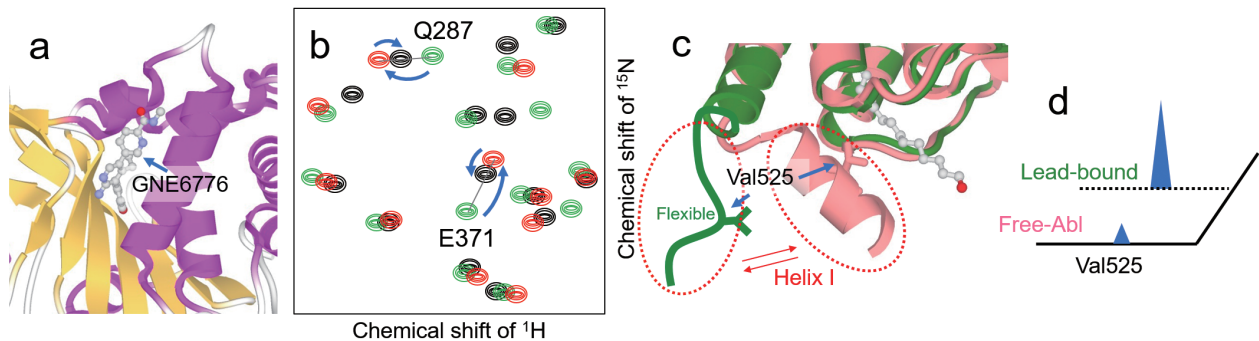 a
GNE6776
b
Q287
E371
Chemical shift of ¹H
Chemical shift of ¹⁵N
c
Val525
Flexible
Helix I
d
Lead-bound
Free-Abl
Val525